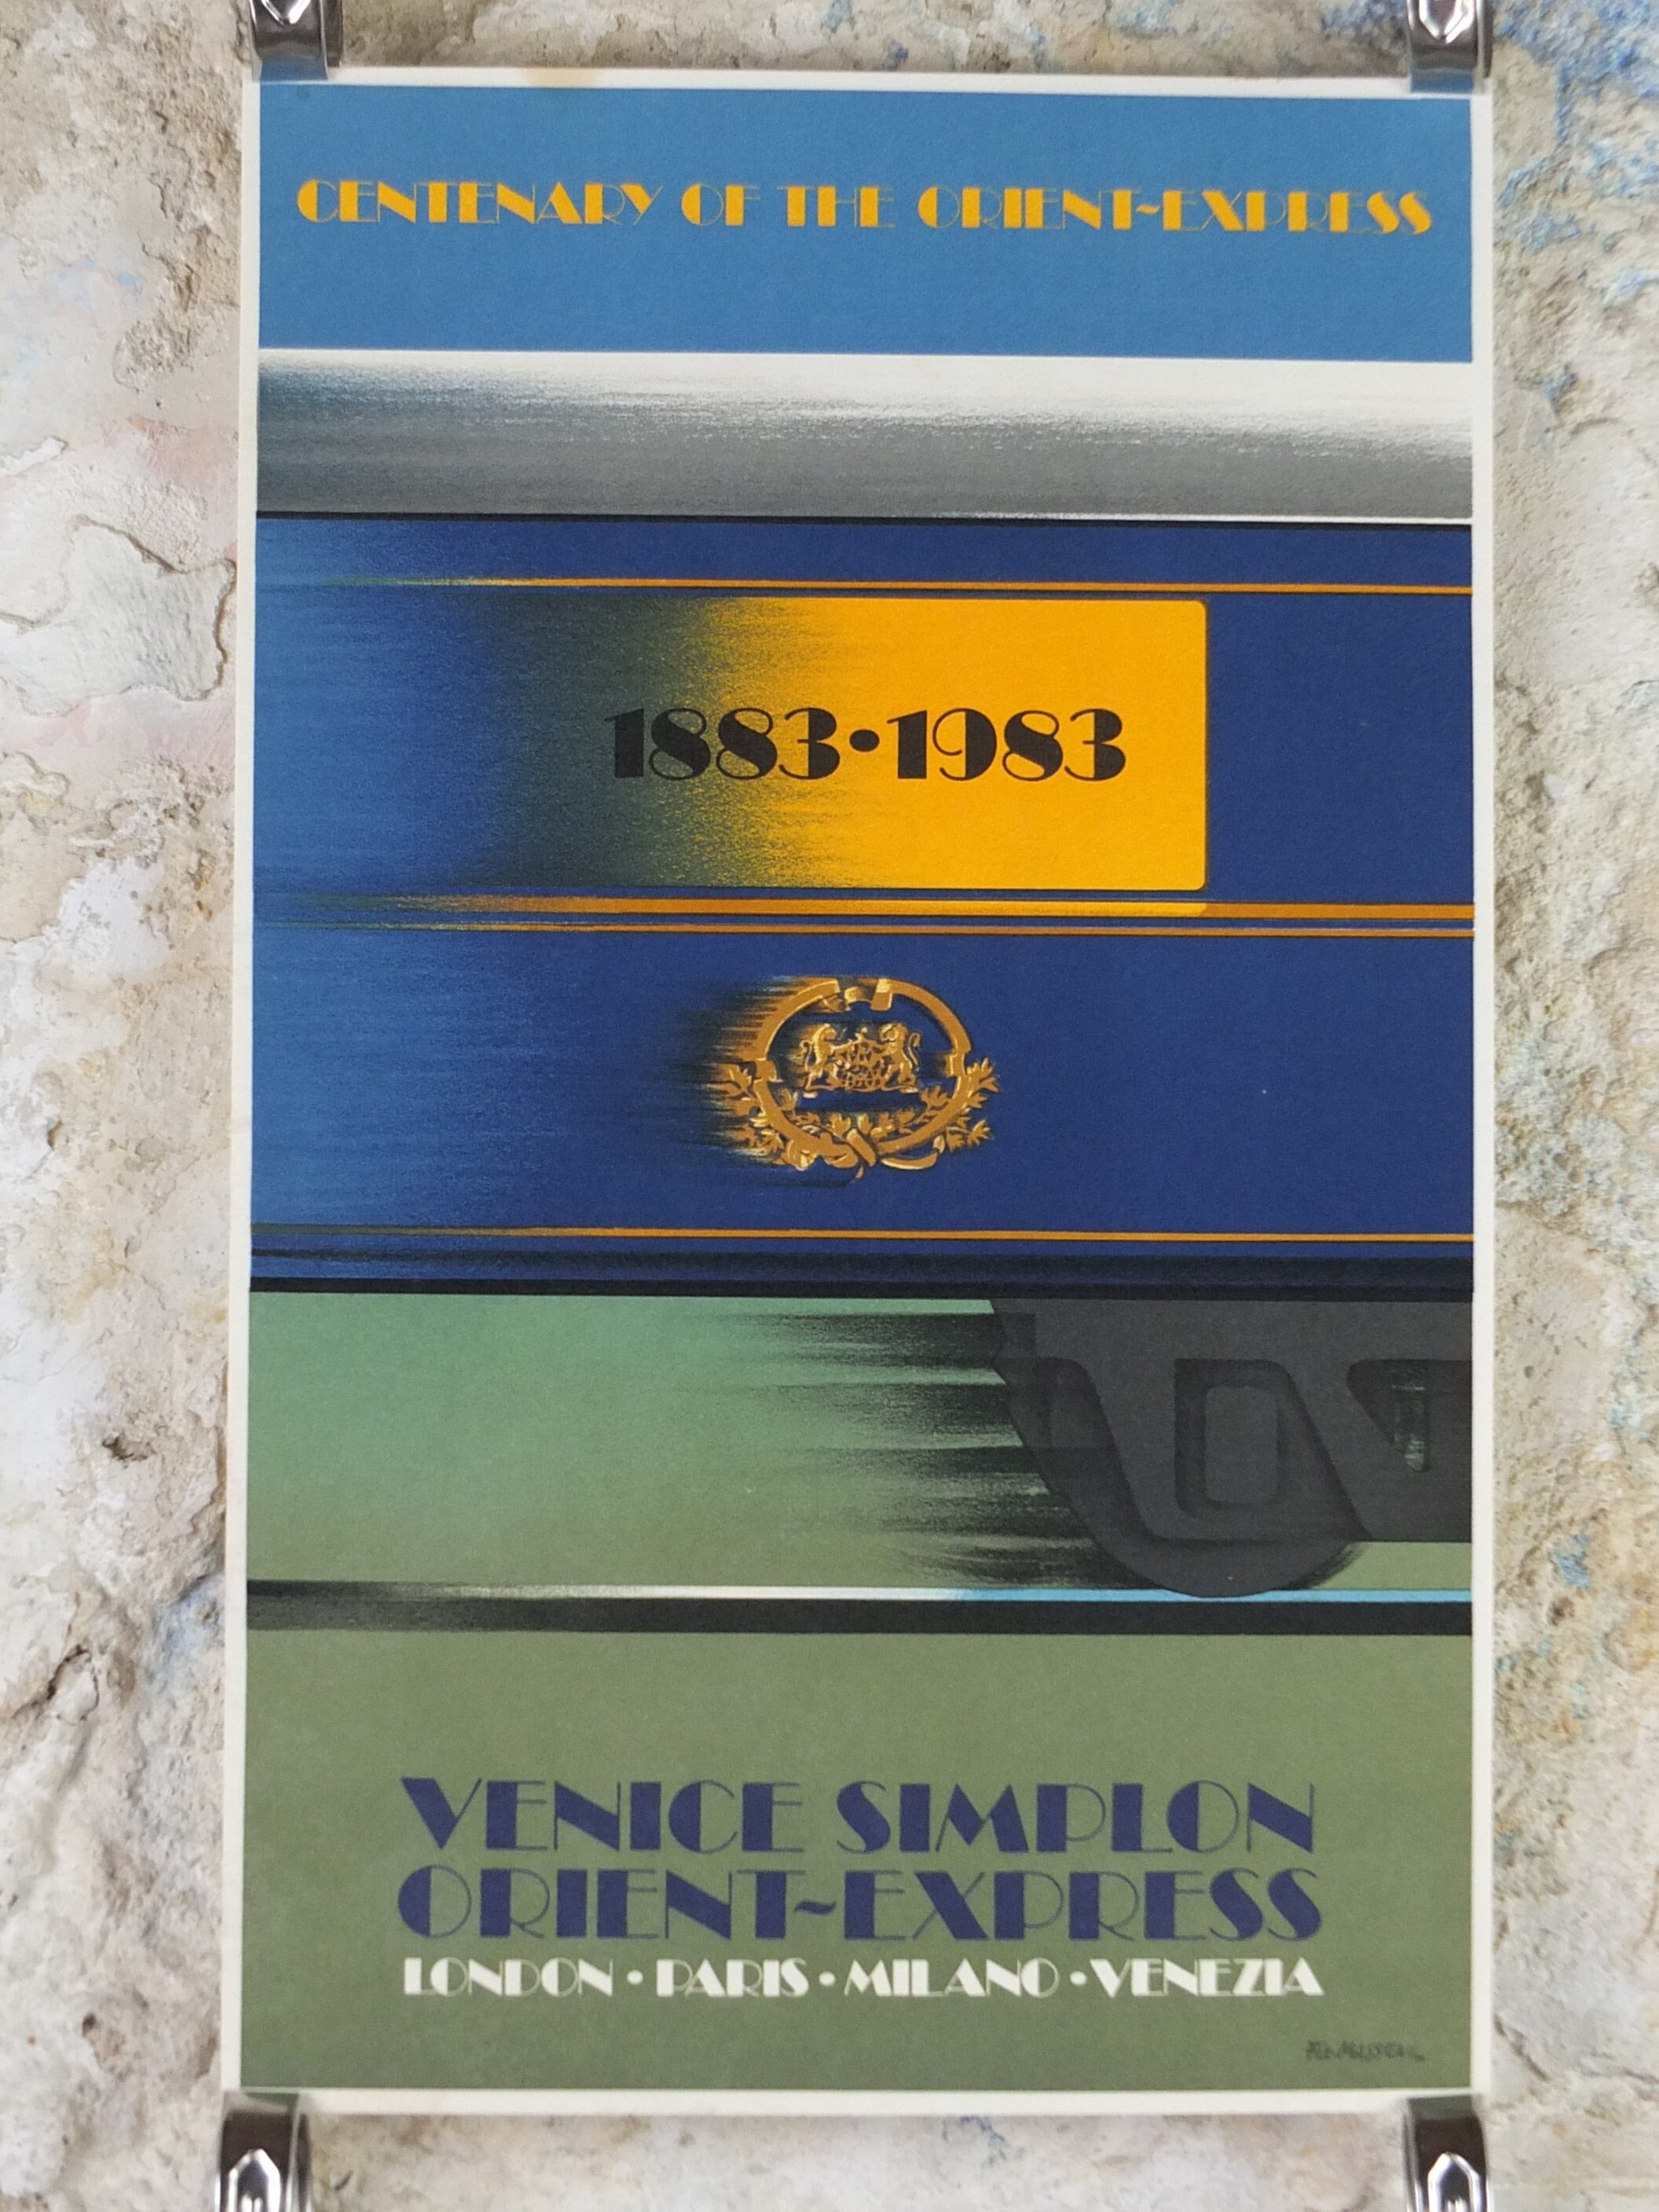 CENTENARY OF THE ORIENT~EXPRESS
1883•1983
VENICE SIMPLON
ORIENT~EXPRESS
LONDON • PARIS • MILANO • VENEZIA